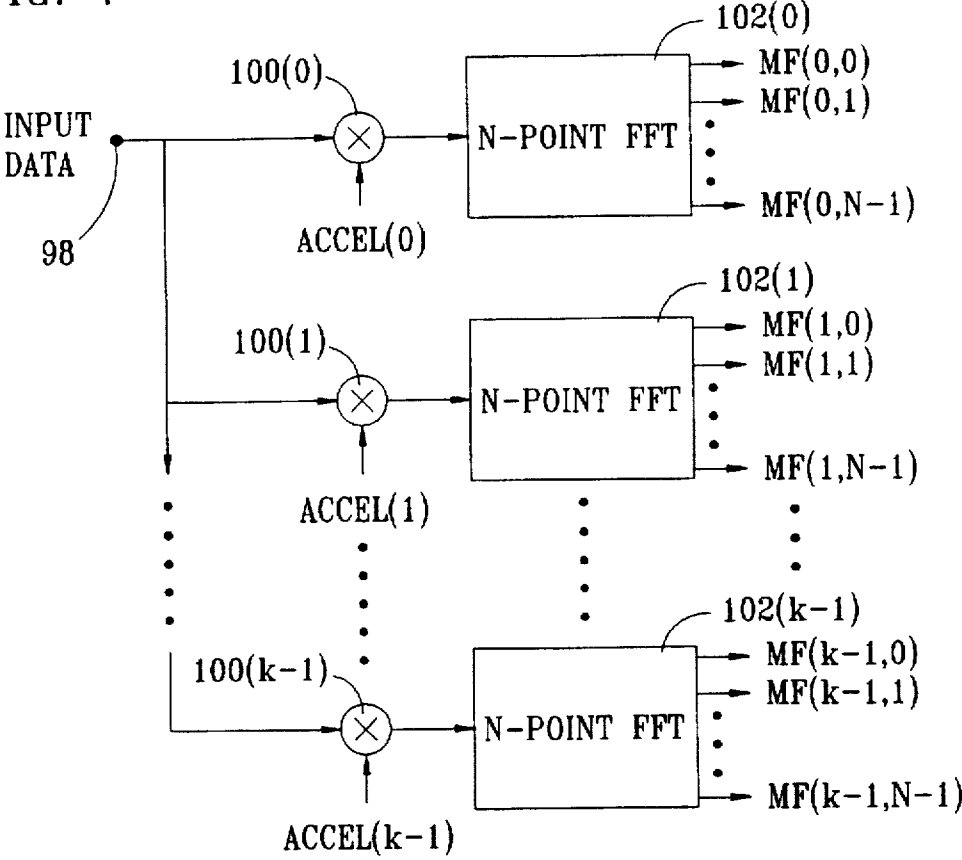 102(0)
100(0)
MF(0,0)
INPUT
DATA
N-POINT FFT
MF(0,1)
98
ACCEL(0)
MF(0,N-1)
102(1)
100(1)
MF(1,0)
MF(1,1)
N-POINT FFT
ACCEL(1)
MF(1,N-1)
102(k-1)
100(k-1)
MF(k-1,0)
MF(k-1,1)
N-POINT FFT
ACCEL(k-1)
MF(k-1,N-1)